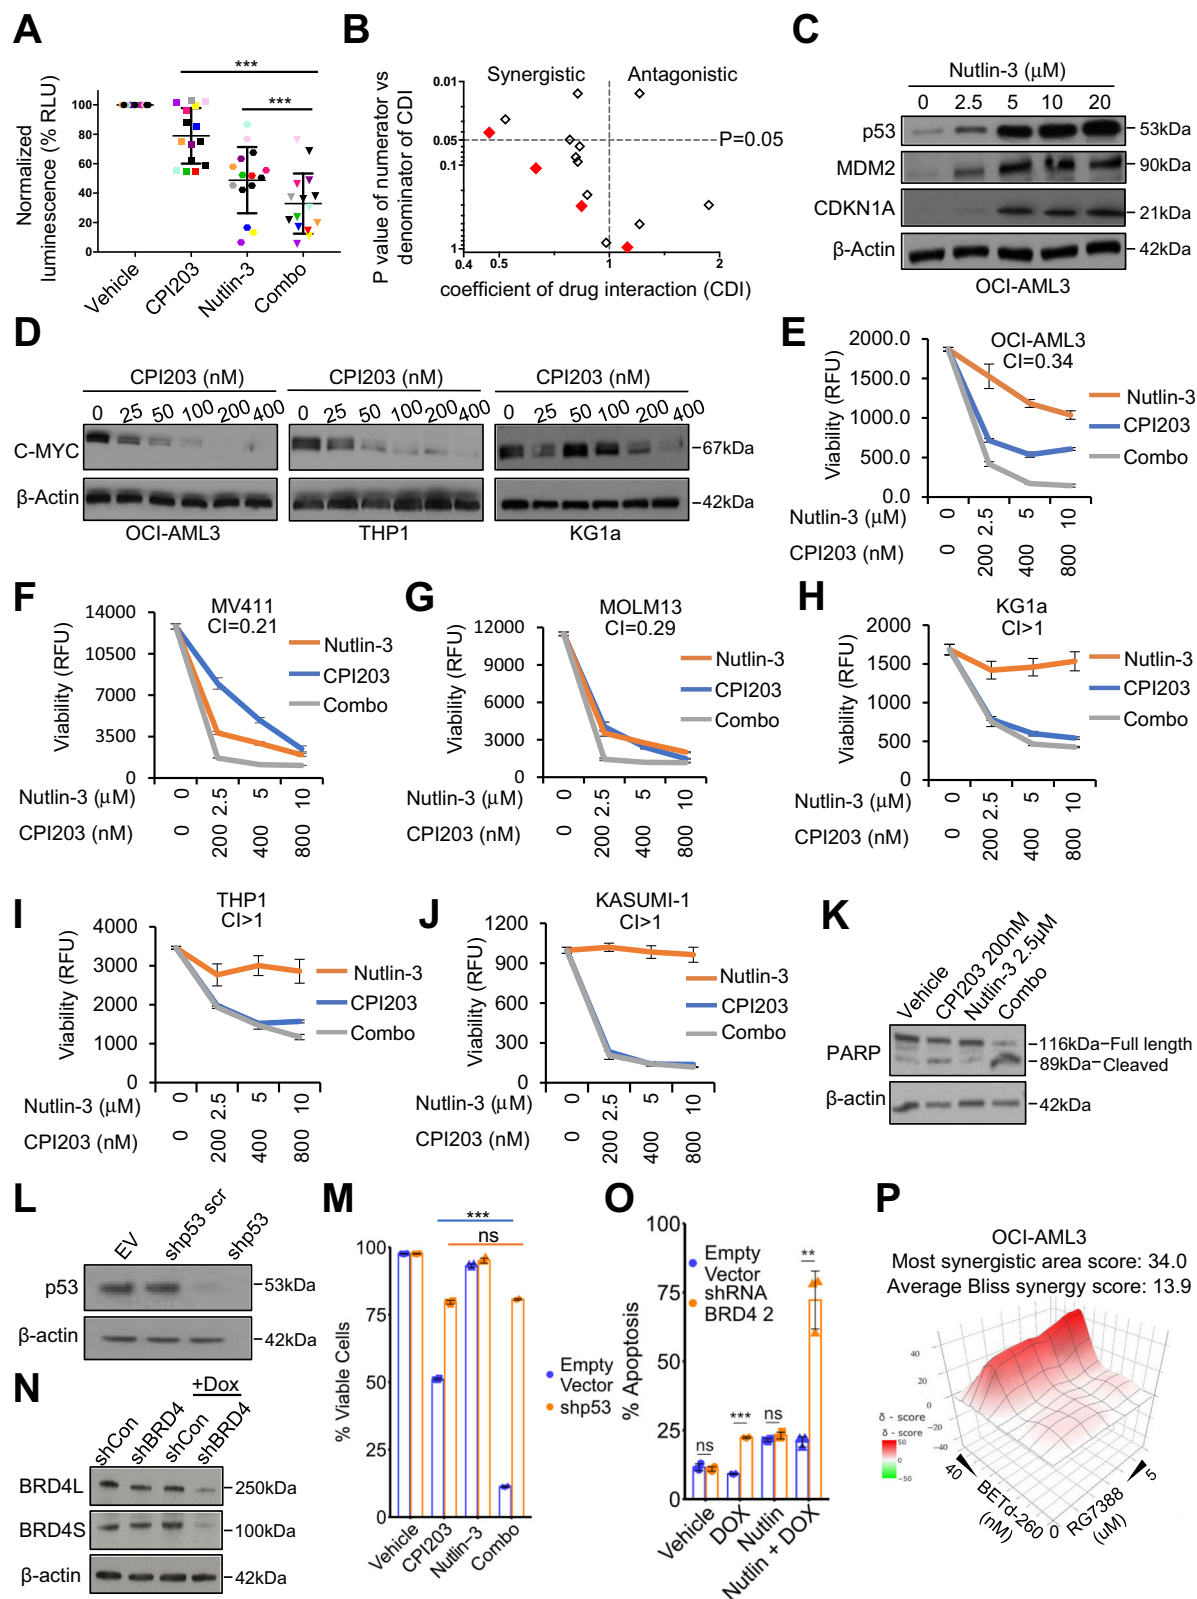 A
Normalized
luminescence (% RLU)
100
80
60
40
20
0
***
***
Vehicle
CPI203
Nutlin-3
Combo
B
P value of numerator vs
denominator of CDI
0.01
0.05
0.1
1
Synergistic
Antagonistic
P=0.05
0.4
0.5
1
2
coefficient of drug interaction (CDI)
C
Nutlin-3 (μM)
0 2.5 5 10 20
p53
53kDa
MDM2
90kDa
CDKN1A
21kDa
β-Actin
42kDa
OCI-AML3
D
CPI203 (nM)
CPI203 (nM)
CPI203 (nM)
0 25 50 100 200 400
0 25 50 100 200 400
0 25 50 100 200 400
C-MYC
67kDa
β-Actin
42kDa
OCI-AML3
THP1
KG1a
E
OCI-AML3
CI=0.34
Viability (RFU)
2000.0
1500.0
1000.0
500.0
0.0
Nutlin-3
CPI203
Combo
Nutlin-3 (μM)
0 2.5 5 10
CPI203 (nM)
0 200 400 800
F
MV411
CI=0.21
Viability (RFU)
14000
10500
7000
3500
0
Nutlin-3
CPI203
Combo
Nutlin-3 (μM)
0 2.5 5 10
CPI203 (nM)
0 200 400 800
G
MOLM13
CI=0.29
Viability (RFU)
12000
9000
6000
3000
0
Nutlin-3
CPI203
Combo
Nutlin-3 (μM)
0 2.5 5 10
CPI203 (nM)
0 200 400 800
H
KG1a
CI>1
Viability (RFU)
2000
1500
1000
500
0
Nutlin-3
CPI203
Combo
Nutlin-3 (μM)
0 2.5 5 10
CPI203 (nM)
0 200 400 800
I
THP1
CI>1
Viability (RFU)
4000
3000
2000
1000
0
Nutlin-3
CPI203
Combo
Nutlin-3 (μM)
0 2.5 5 10
CPI203 (nM)
0 200 400 800
J
KASUMI-1
CI>1
Viability (RFU)
1200
900
600
300
0
Nutlin-3
CPI203
Combo
Nutlin-3 (μM)
0 2.5 5 10
CPI203 (nM)
0 200 400 800
K
Vehicle
CPI203 200nM
Nutlin-3 2.5μM
Combo
PARP
116kDa Full length
89kDa Cleaved
β-actin
42kDa
L
EV
shp53 scr
shp53
p53
53kDa
β-actin
42kDa
M
% Viable Cells
100
75
50
25
0
***
ns
Empty
Vector
shp53
Vehicle
CPI203
Nutlin-3
Combo
N
+Dox
shCon
shBRD4
shCon
shBRD4
BRD4L
250kDa
BRD4S
100kDa
β-actin
42kDa
O
% Apoptosis
100
75
50
25
0
Empty
Vector
shRNA
BRD4 2
ns
***
ns
**
Vehicle
DOX
Nutlin
Nutlin + DOX
P
OCI-AML3
Most synergistic area score: 34.0
Average Bliss synergy score: 13.9
40
20
0
-20
-40
δ - score
δ - score
50
0
-50
40
BETd-260
(nM)
0
RG7388
(uM)
5